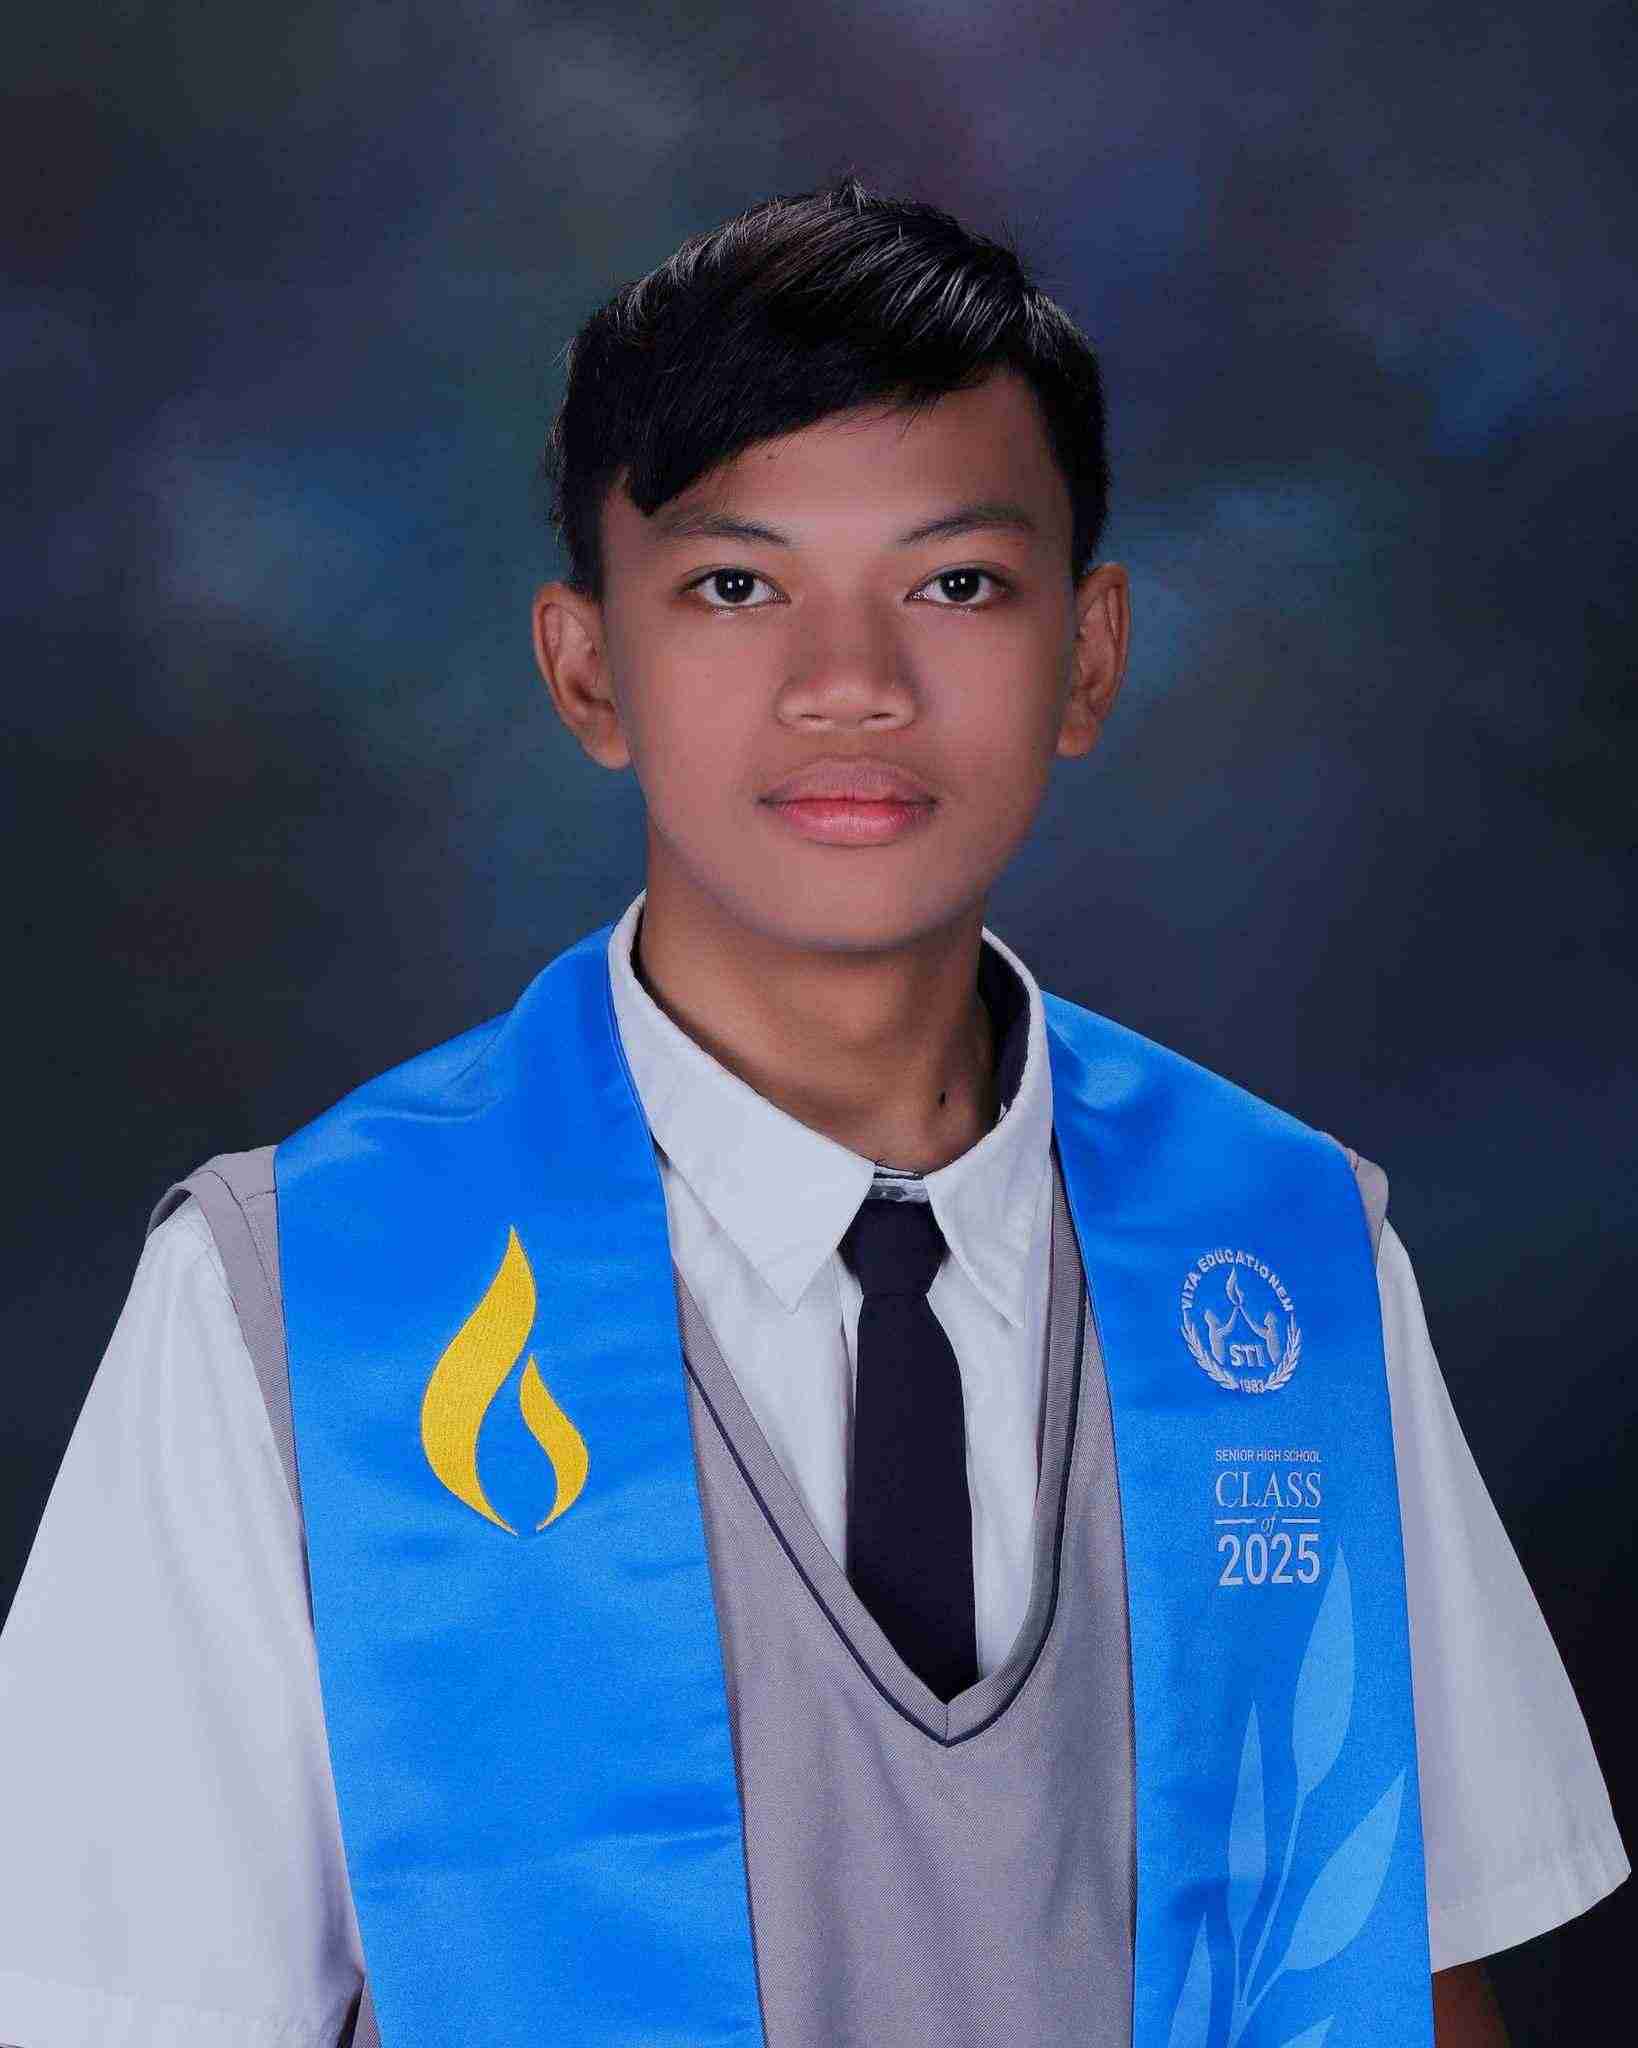 VITA EDUCATIONEM
STI
1983
SENIOR HIGH SCHOOL
CLASS
of
2025